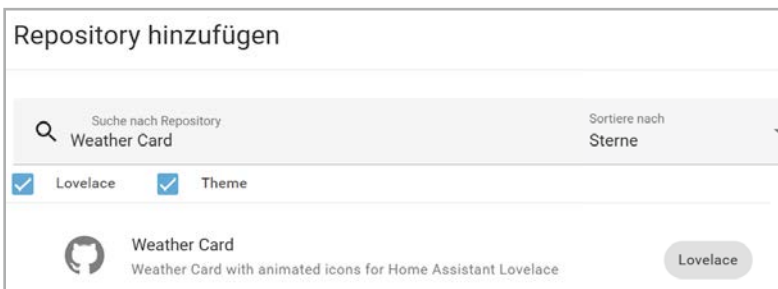 Repository hinzufügen
Suche nach Repository
Weather Card
Sortiere nach
Sterne
Lovelace Theme
Weather Card
Weather Card with animated icons for Home Assistant Lovelace
Lovelace